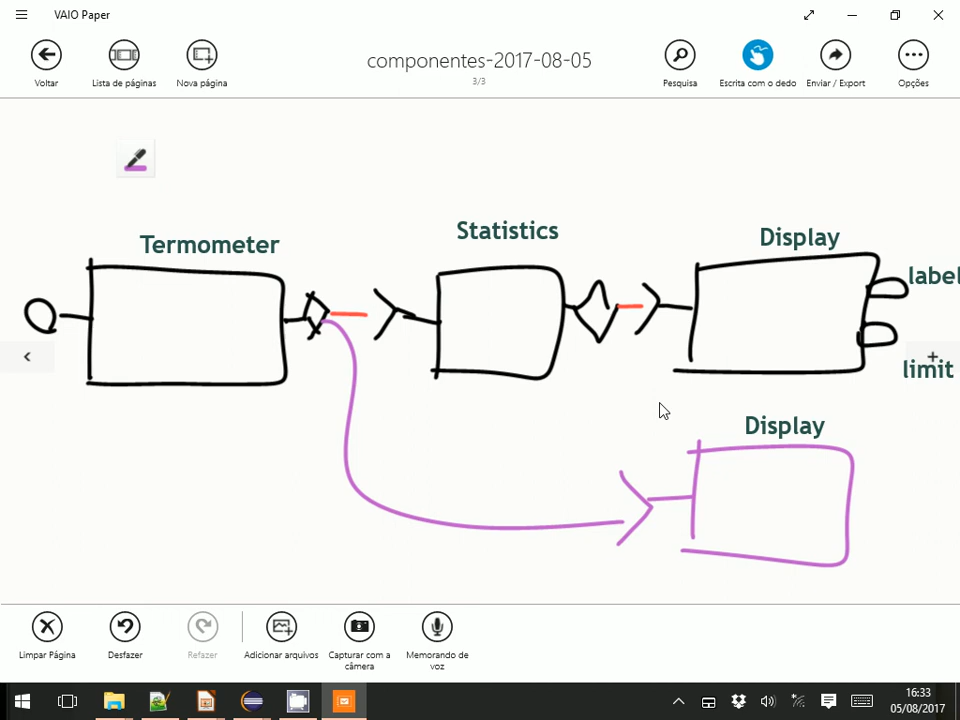 VAIO Paper
Voltar
Lista de páginas
Nova página
componentes-2017-08-05
3/3
Pesquisa
Escrita com o dedo
Enviar / Export
Opções
Termometer
Statistics
Display
label
limit
Display
Limpar Página
Desfazer
Refazer
Adicionar arquivos
Capturar com a
câmera
Memorando de
voz
16:33
05/08/2017